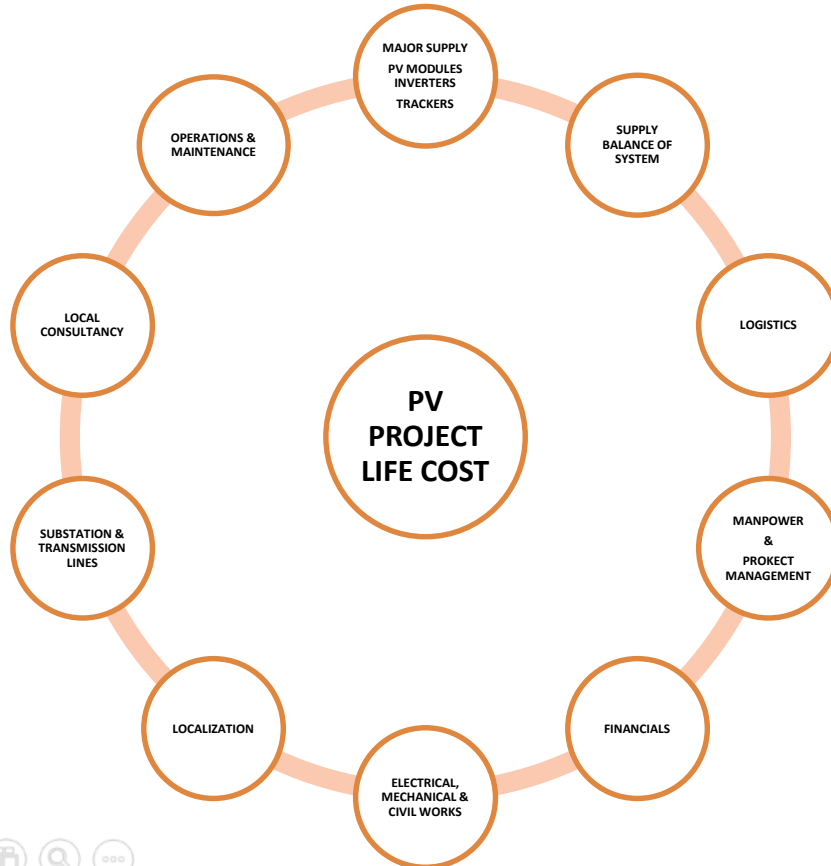 MAJOR SUPPLY
PV MODULES
INVERTERS
TRACKERS
SUPPLY
BALANCE OF
SYSTEM
LOGISTICS
MANPOWER
&
PROKECT
MANAGEMENT
FINANCIALS
ELECTRICAL,
MECHANICAL &
CIVIL WORKS
LOCALIZATION
SUBSTATION &
TRANSMISSION
LINES
LOCAL
CONSULTANCY
OPERATIONS &
MAINTENANCE
PV
PROJECT
LIFE COST